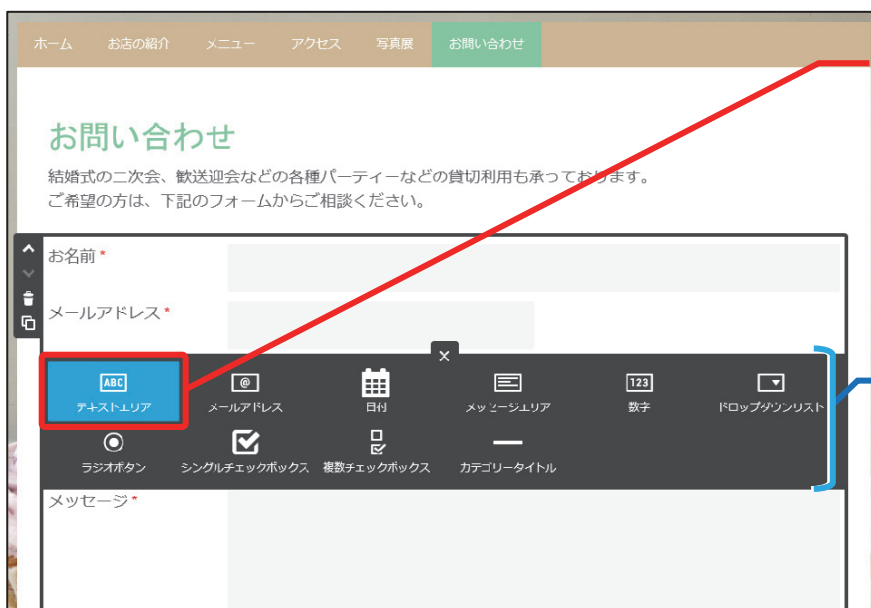 ホーム お店の紹介 メニュー アクセス 写真展 お問い合わせ
お問い合わせ
結婚式の二次会、歓送迎会などの各種パーティーなどの貸切利用も承っております。
ご希望の方は、下記のフォームからご相談ください。
お名前*
メールアドレス*
×
ABC @ 123
テキストエリア メールアドレス 日付 メッセージエリア 数字 ドロップダウンリスト
ラジオボタン シングルチェックボックス 複数チェックボックス カテゴリータイトル
メッセージ*